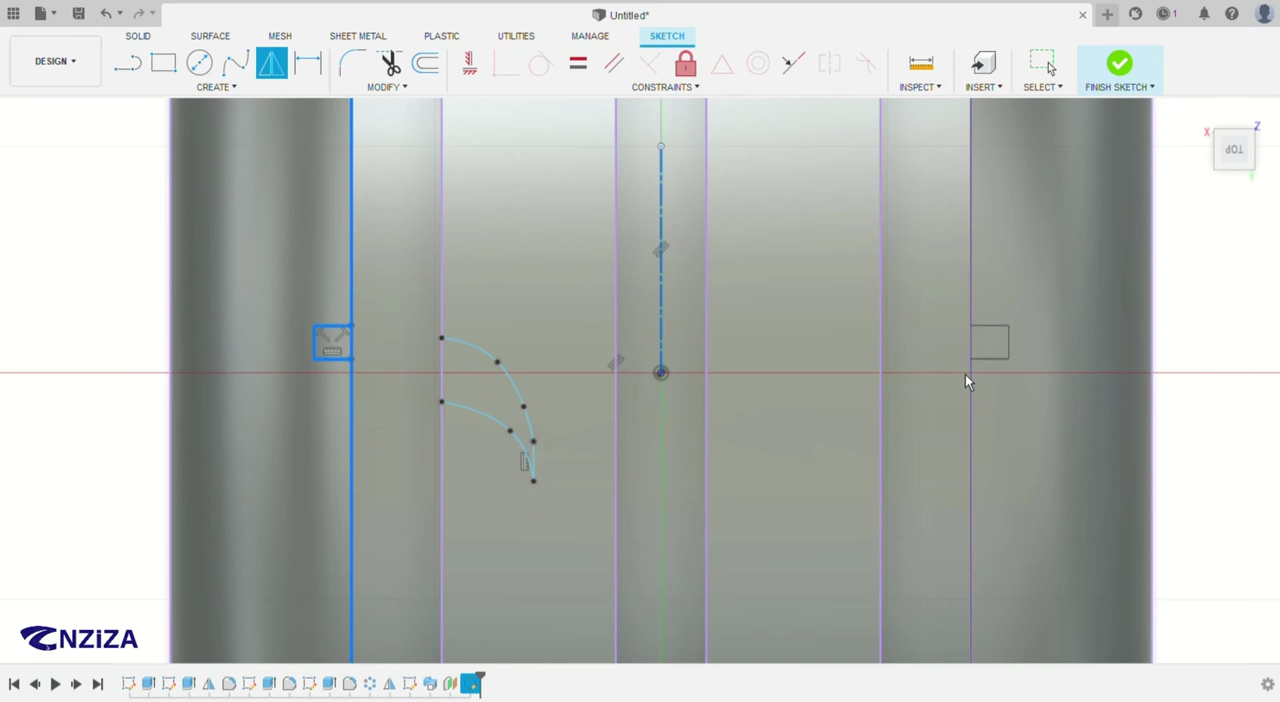 Untitled*
1
SOLID SURFACE MESH SHEET METAL PLASTIC UTILITIES MANAGE SKETCH
DESIGN
CREATE MODIFY CONSTRAINTS INSPECT INSERT SELECT FINISH SKETCH
X Z
TOP
Y
NZIZA